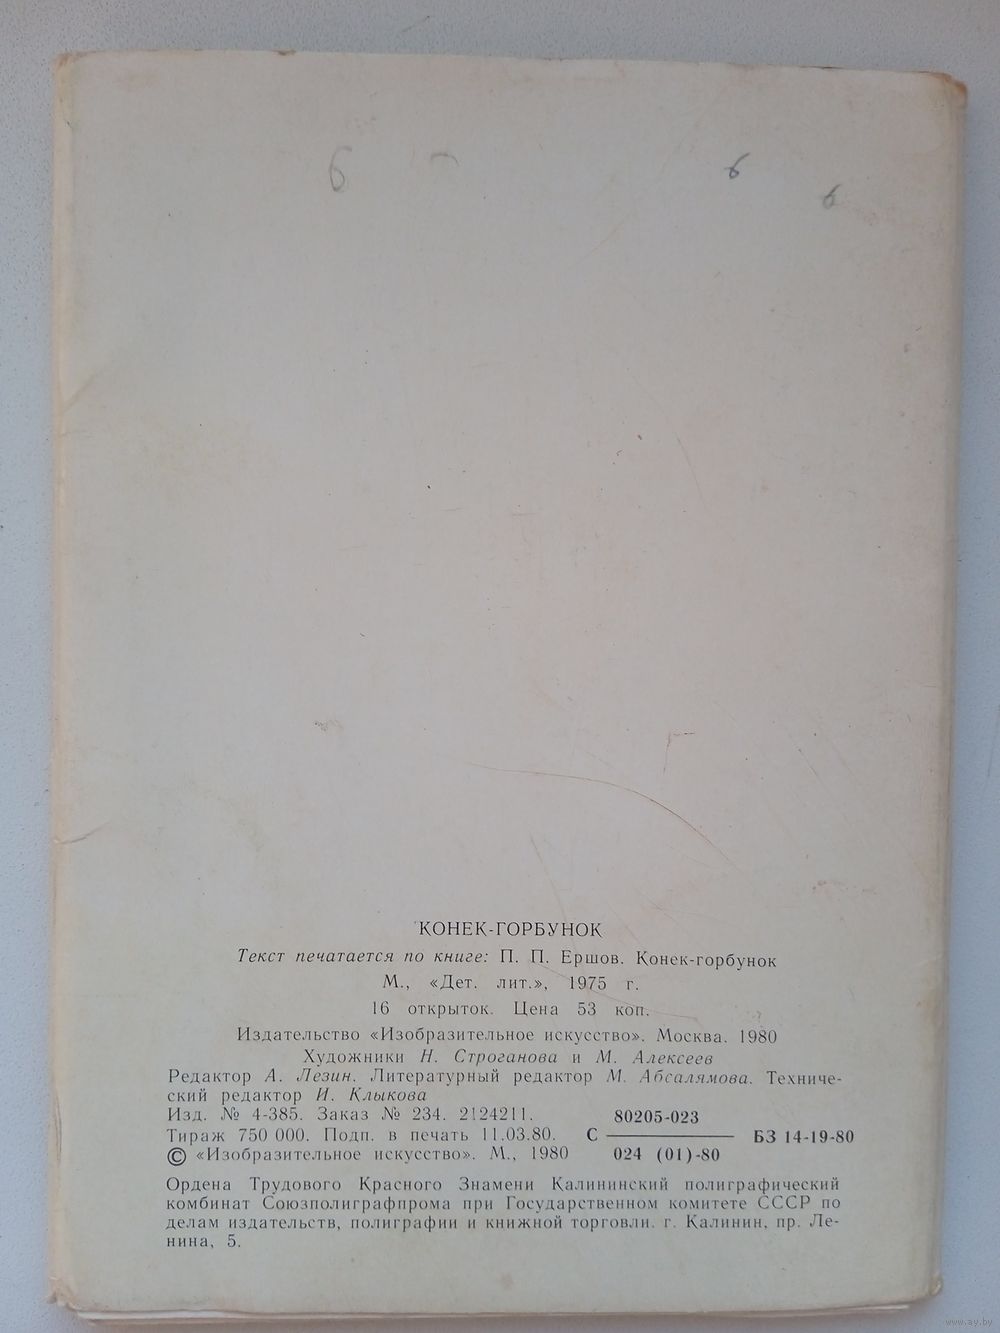 6
6
6
КОНЕК-ГОРБУНОК
Текст печатается по книге: П. П. Ершов. Конек-горбунок
М., «Дет. лит.», 1975 г.
16 открыток. Цена 53 коп.
Издательство «Изобразительное искусство». Москва. 1980
Художники Н. Строганова и М. Алексеев
Редактор А. Лезин. Литературный редактор М. Абсалямова. Техниче-
ский редактор И. Клыкова
Изд. № 4-385. Заказ № 234. 2124211.
Тираж 750 000. Подп. в печать 11.03.80.
© «Изобразительное искусство». М., 1980
80205-023
С ——— БЗ 14-19-80
024 (01)-80
Ордена Трудового Красного Знамени Калининский полиграфический
комбинат Союзполиграфпрома при Государственном комитете СССР по
делам издательств, полиграфии и книжной торговли. г. Калинин, пр. Ле-
нина, 5.
www.ay.by